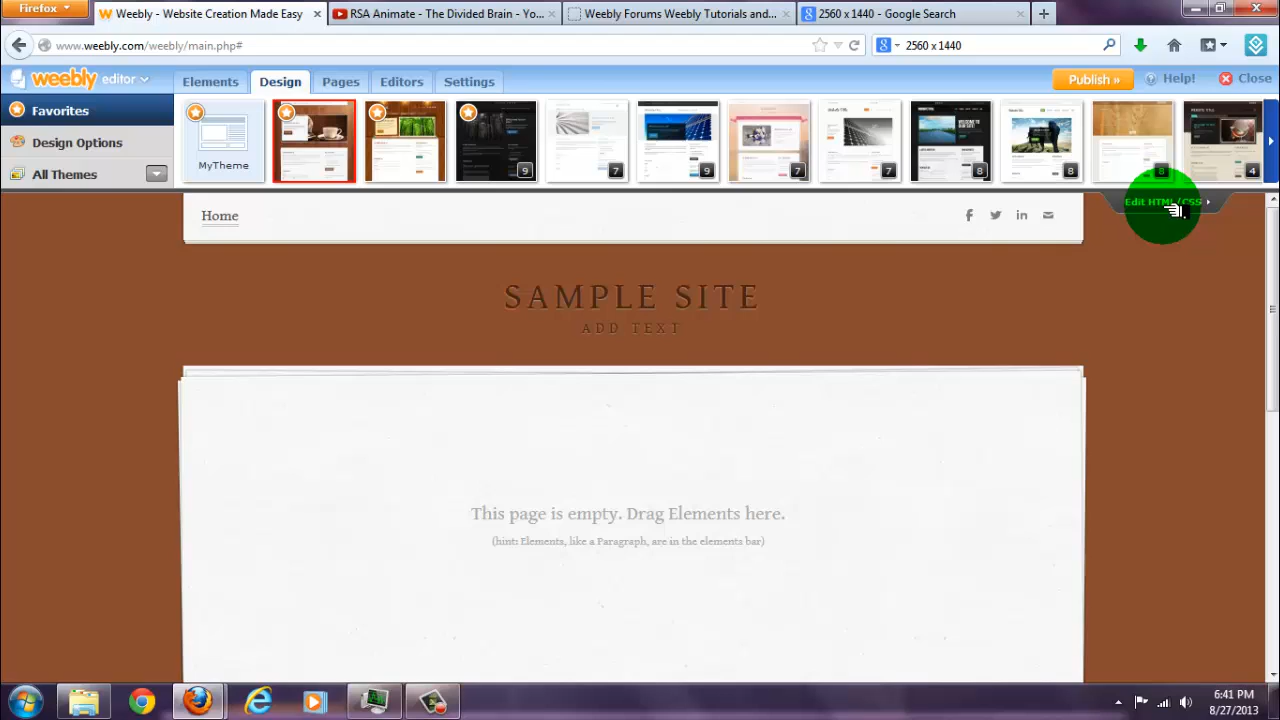 Firefox
Weebly - Website Creation Made Easy
RSA Animate - The Divided Brain - Yo...
Weebly Forums Weebly Tutorials and...
2560 x 1440 - Google Search
www.weebly.com/weebly/main.php#
2560 x 1440
weebly editor
Elements
Design
Pages
Editors
Settings
Publish »
Help!
Close
Favorites
Design Options
All Themes
MyTheme
9
7
9
7
7
8
8
8
4
Edit HTML/CSS
Home
SAMPLE SITE
ADD TEXT
This page is empty. Drag Elements here.
(hint: Elements, like a Paragraph, are in the elements bar)
6:41 PM
8/27/2013